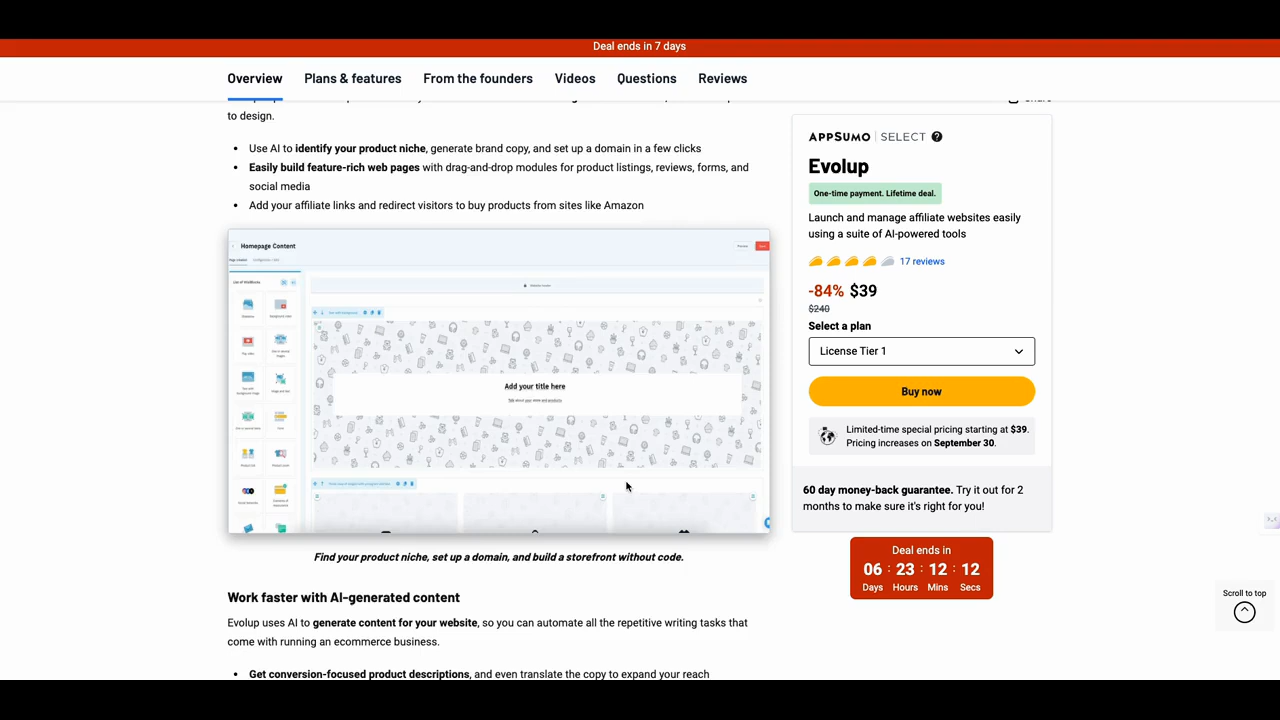 Deal ends in 7 days
Overview
Plans & features
From the founders
Videos
Questions
Reviews
to design.
Use AI to identify your product niche, generate brand copy, and set up a domain in a few clicks
Easily build feature-rich web pages with drag-and-drop modules for product listings, reviews, forms, and
social media
Add your affiliate links and redirect visitors to buy products from sites like Amazon
Homepage Content
Preview
Add your title here
Talk about your store and products
Find your product niche, set up a domain, and build a storefront without code.
Work faster with AI-generated content
Evolup uses AI to generate content for your website, so you can automate all the repetitive writing tasks that
come with running an ecommerce business.
Get conversion-focused product descriptions, and even translate the copy to expand your reach
APPSUMO | SELECT ?
Evolup
One-time payment. Lifetime deal.
Launch and manage affiliate websites easily
using a suite of AI-powered tools
17 reviews
-84% $39
$240
Select a plan
License Tier 1
Buy now
Limited-time special pricing starting at $39.
Pricing increases on September 30.
60 day money-back guarantee. Try it out for 2
months to make sure it's right for you!
Deal ends in
06 : 23 : 12 : 12
Days Hours Mins Secs
Scroll to top